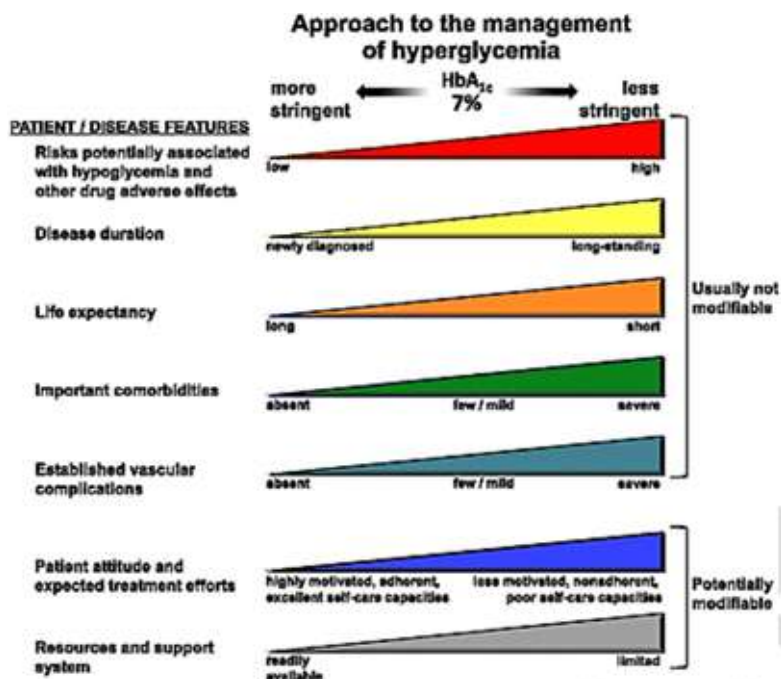 Approach to the management
of hyperglycemia
more
stringent
HbA1c
7%
less
stringent
PATIENT / DISEASE FEATURES
Risks potentially associated
with hypoglycemia and
other drug adverse effects
low
high
Disease duration
newly diagnosed
long-standing
Life expectancy
long
short
Important comorbidities
absent
few / mild
severe
Established vascular
complications
absent
few / mild
severe
Usually not
modifiable
Patient attitude and
expected treatment efforts
highly motivated, adherent,
excellent self-care capacities
less motivated, nonadherent,
poor self-care capacities
Resources and support
system
readily
available
limited
Potentially
modifiable